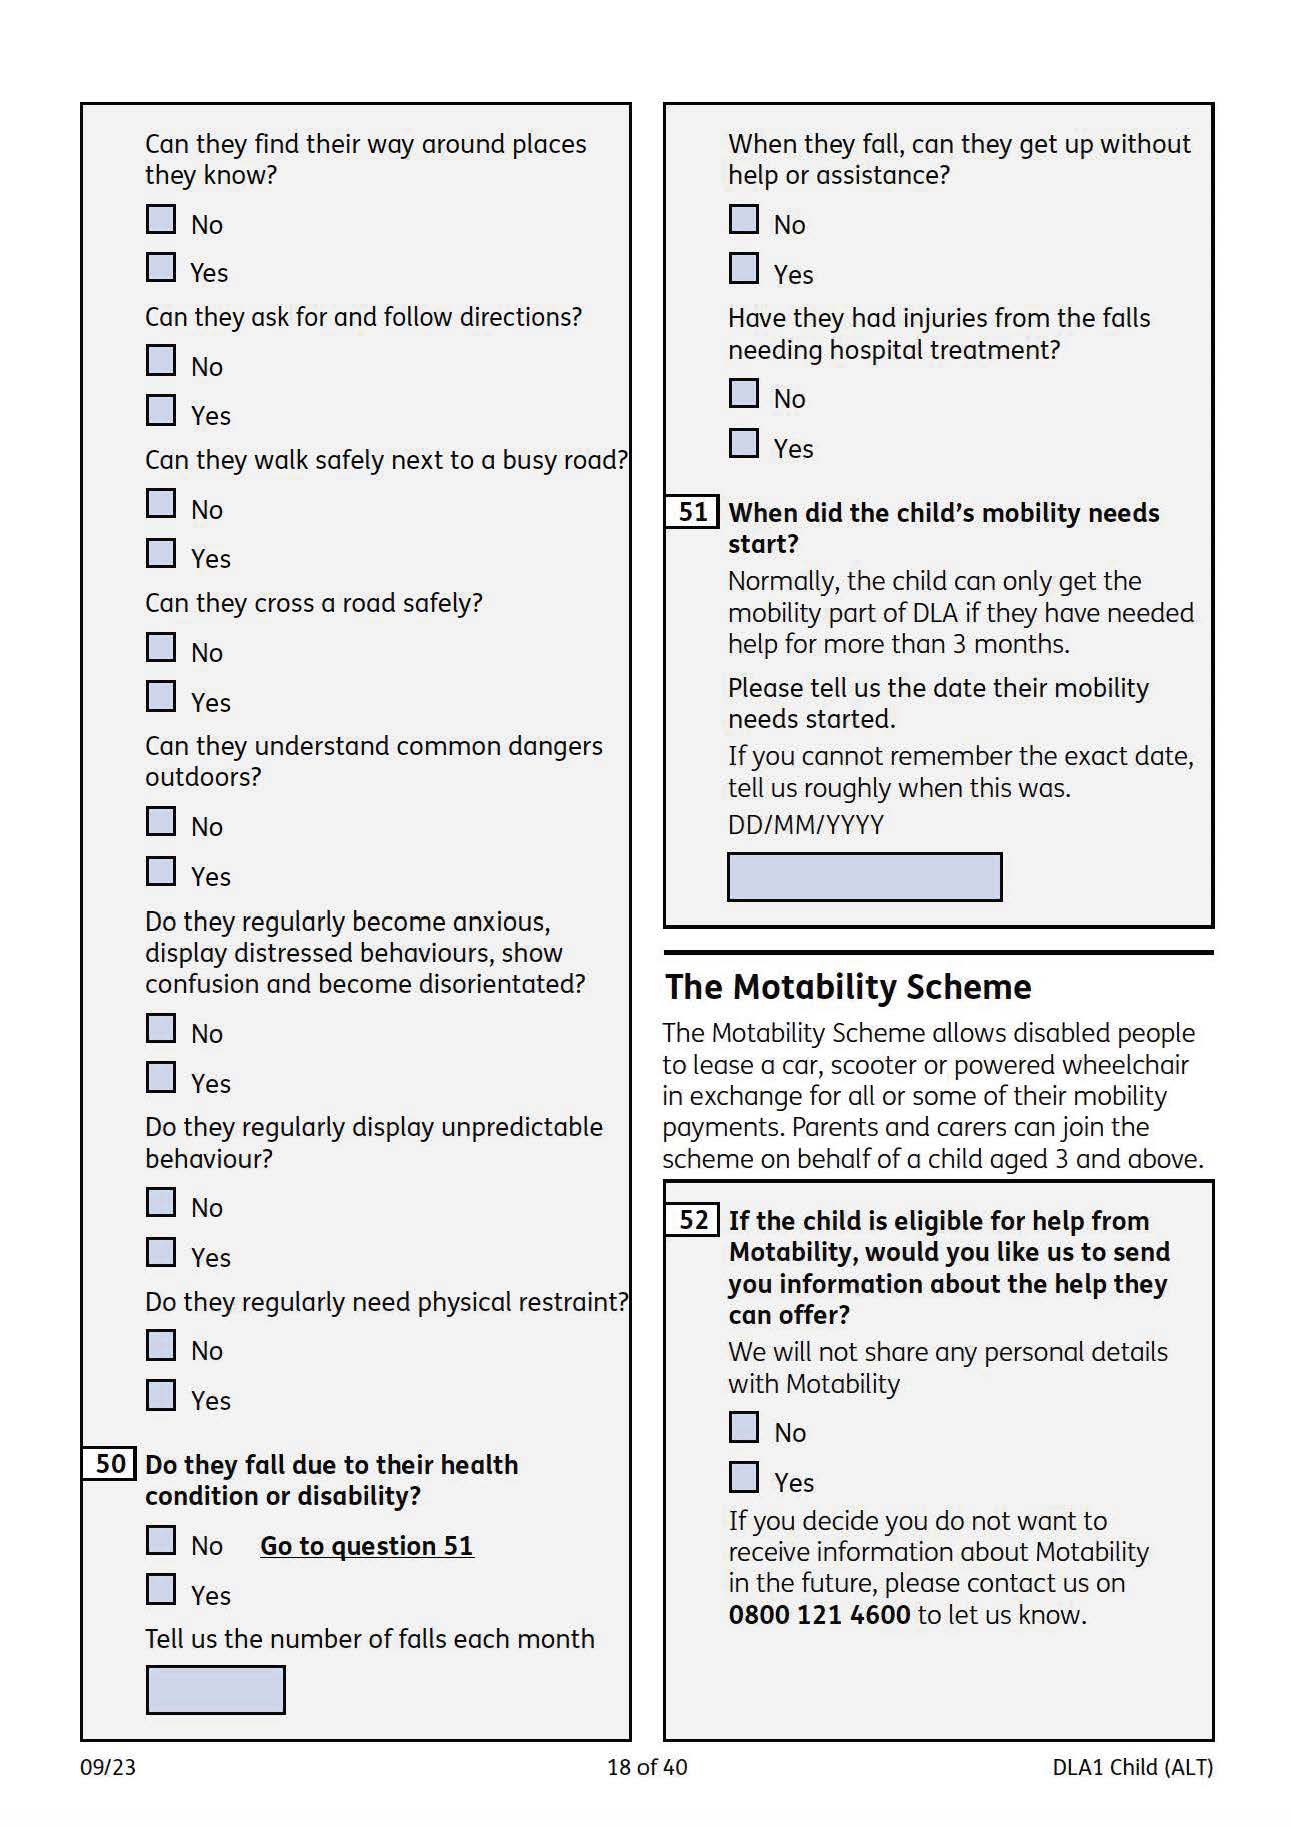 Can they find their way around places
they know?
No
Yes
Can they ask for and follow directions?
No
Yes
Can they walk safely next to a busy road?
No
Yes
Can they cross a road safely?
No
Yes
Can they understand common dangers
outdoors?
No
Yes
Do they regularly become anxious,
display distressed behaviours, show
confusion and become disorientated?
No
Yes
Do they regularly display unpredictable
behaviour?
No
Yes
Do they regularly need physical restraint?
No
Yes
50 Do they fall due to their health
condition or disability?
No Go to question 51
Yes
Tell us the number of falls each month
When they fall, can they get up without
help or assistance?
No
Yes
Have they had injuries from the falls
needing hospital treatment?
No
Yes
51 When did the child’s mobility needs
start?
Normally, the child can only get the
mobility part of DLA if they have needed
help for more than 3 months.
Please tell us the date their mobility
needs started.
If you cannot remember the exact date,
tell us roughly when this was.
DD/MM/YYYY
The Motability Scheme
The Motability Scheme allows disabled people
to lease a car, scooter or powered wheelchair
in exchange for all or some of their mobility
payments. Parents and carers can join the
scheme on behalf of a child aged 3 and above.
52 If the child is eligible for help from
Motability, would you like us to send
you information about the help they
can offer?
We will not share any personal details
with Motability
No
Yes
If you decide you do not want to
receive information about Motability
in the future, please contact us on
0800 121 4600 to let us know.
09/23 18 of 40 DLA1 Child (ALT)